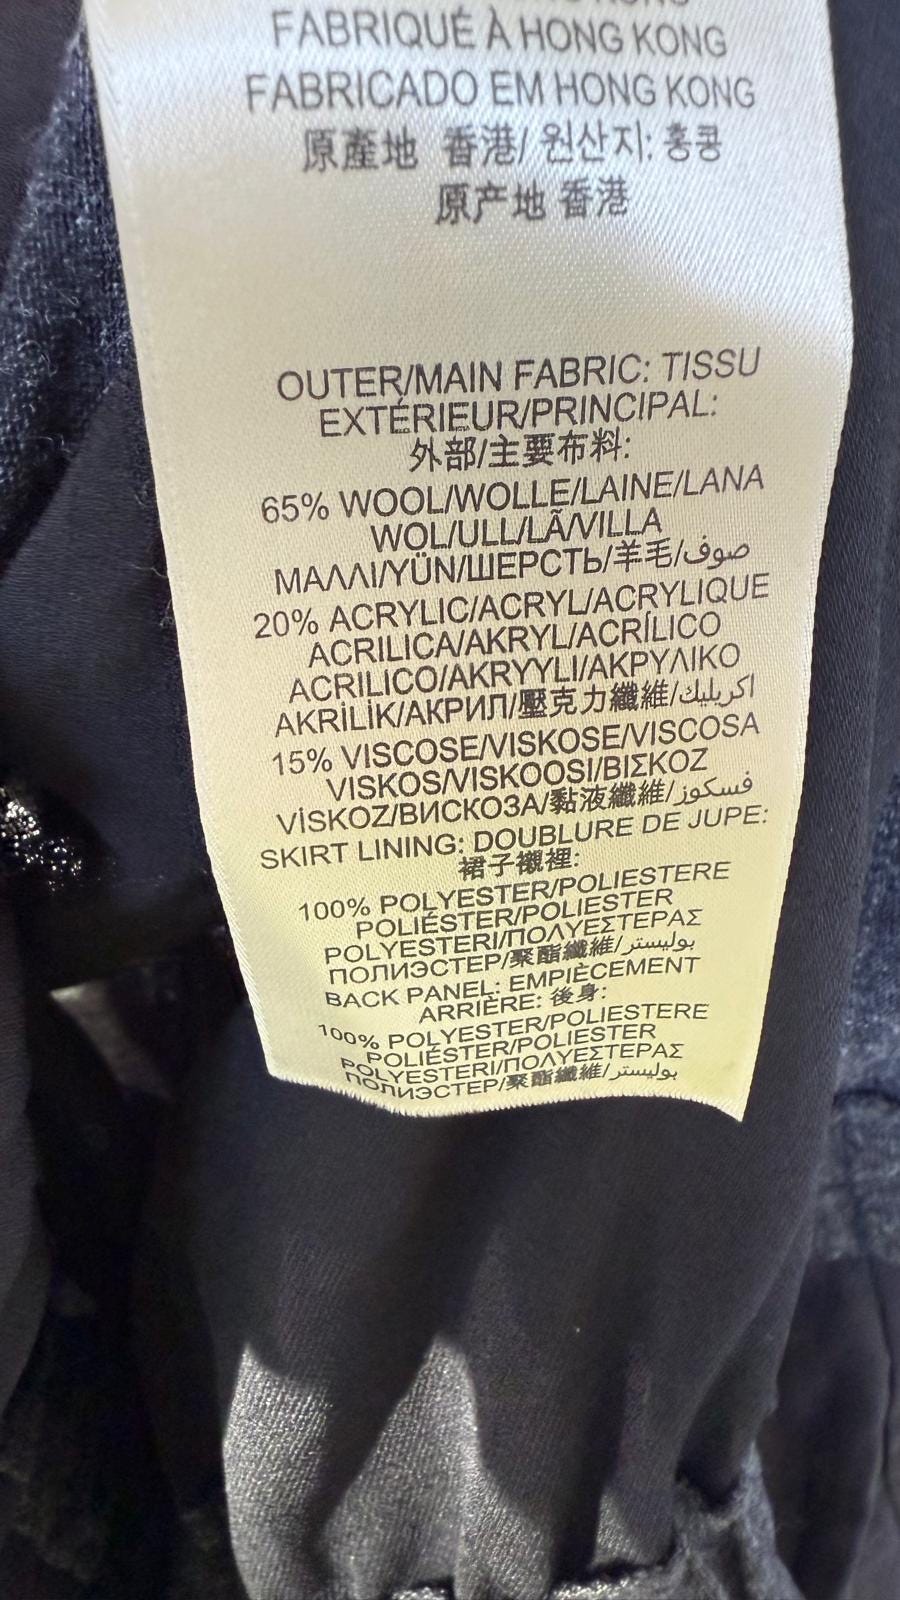 HONG KONG
FABRIQUÉ À HONG KONG
FABRICADO EM HONG KONG
原產地 香港/ 원산지: 홍콩
原产地 香港
OUTER/MAIN FABRIC: TISSU
EXTÉRIEUR/PRINCIPAL:
外部/主要布料:
65% WOOL/WOLLE/LAINE/LANA
WOL/ULL/LÃ/VILLA
ΜΑΛΛΙ/YÜN/ШЕРСТЬ/羊毛/صوف
20% ACRYLIC/ACRYL/ACRYLIQUE
ACRILICA/AKRYL/ACRÍLICO
ACRILICO/AKRYYLI/ΑΚΡΥΛΙΚΟ
AKRİLİK/АКРИЛ/壓克力纖維/اكريليك
15% VISCOSE/VISKOSE/VISCOSA
VISKOS/VISKOOSI/ΒΙΣΚΟΖ
VİSKOZ/ВИСКОЗА/黏液纖維/فسكوز
SKIRT LINING: DOUBLURE DE JUPE:
裙子襯裡:
100% POLYESTER/POLIESTERE
POLIÉSTER/POLIESTER
POLYESTERI/ΠΟΛΥΕΣΤΕΡΑΣ
ПОЛИЭСТЕР/聚酯纖維/بوليستر
BACK PANEL: EMPIÈCEMENT
ARRIÈRE: 後身:
100% POLYESTER/POLIESTERE
POLIÉSTER/POLIESTER
POLYESTERI/ΠΟΛΥΕΣΤΕΡΑΣ
ПОЛИЭСТЕР/聚酯纖維/بوليستر